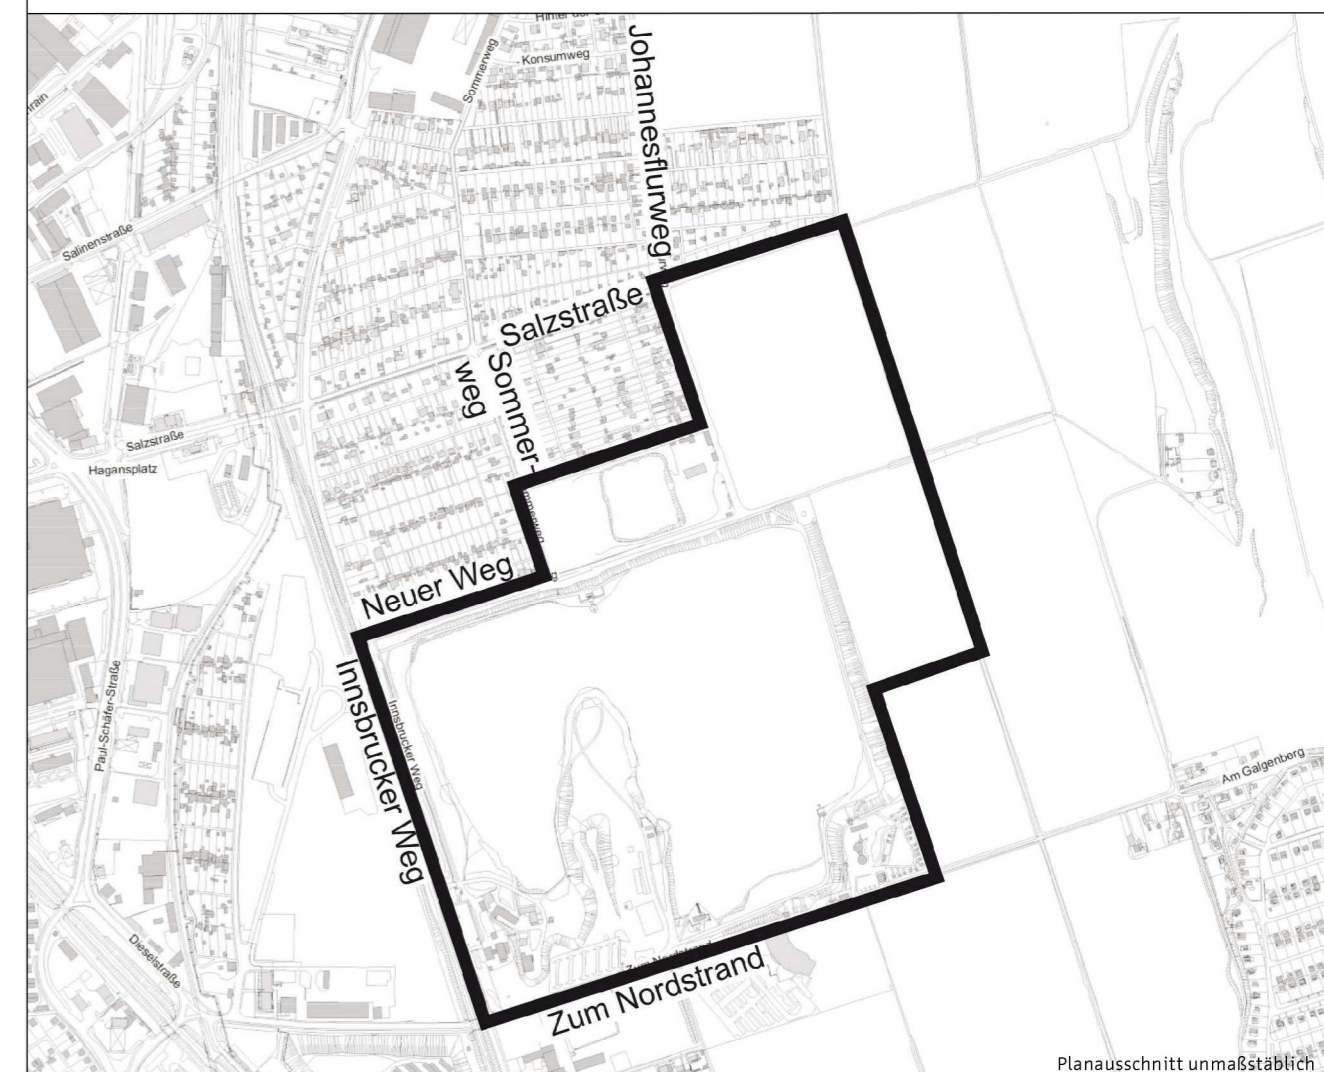 Konsumweg
Sommerweg
Johannesflurweg
Salinenstraße
Salzstraße
Sommer-
weg
Salzstraße
Hagansplatz
Neuer Weg
Innsbrucker Weg
Innsbrucker Weg
Paul-Schäfer-Straße
Am Galgenberg
Dieselstraße
Zum Nordstrand
Zum Nordstrand
Planausschnitt unmaßstäblich